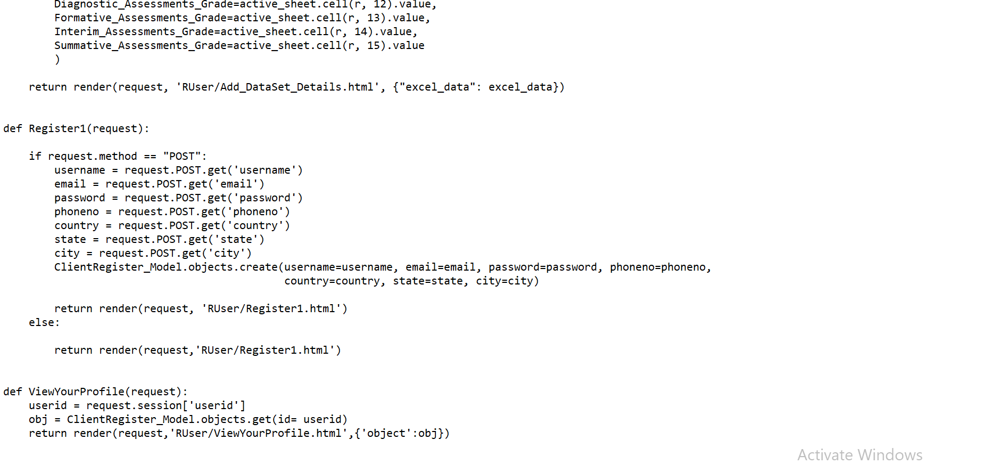 Diagnostic_Assessments_Grade=active_sheet.cell(r, 12).value,
Formative_Assessments_Grade=active_sheet.cell(r, 13).value,
Interim_Assessments_Grade=active_sheet.cell(r, 14).value,
Summative_Assessments_Grade=active_sheet.cell(r, 15).value
)
return render(request, 'RUser/Add_DataSet_Details.html', {"excel_data": excel_data})
def Register1(request):
if request.method == "POST":
username = request.POST.get('username')
email = request.POST.get('email')
password = request.POST.get('password')
phoneno = request.POST.get('phoneno')
country = request.POST.get('country')
state = request.POST.get('state')
city = request.POST.get('city')
ClientRegister_Model.objects.create(username=username, email=email, password=password, phoneno=phoneno,
country=country, state=state, city=city)
return render(request, 'RUser/Register1.html')
else:
return render(request,'RUser/Register1.html')
def ViewYourProfile(request):
userid = request.session['userid']
obj = ClientRegister_Model.objects.get(id= userid)
return render(request,'RUser/ViewYourProfile.html',{'object':obj})
Activate Windows